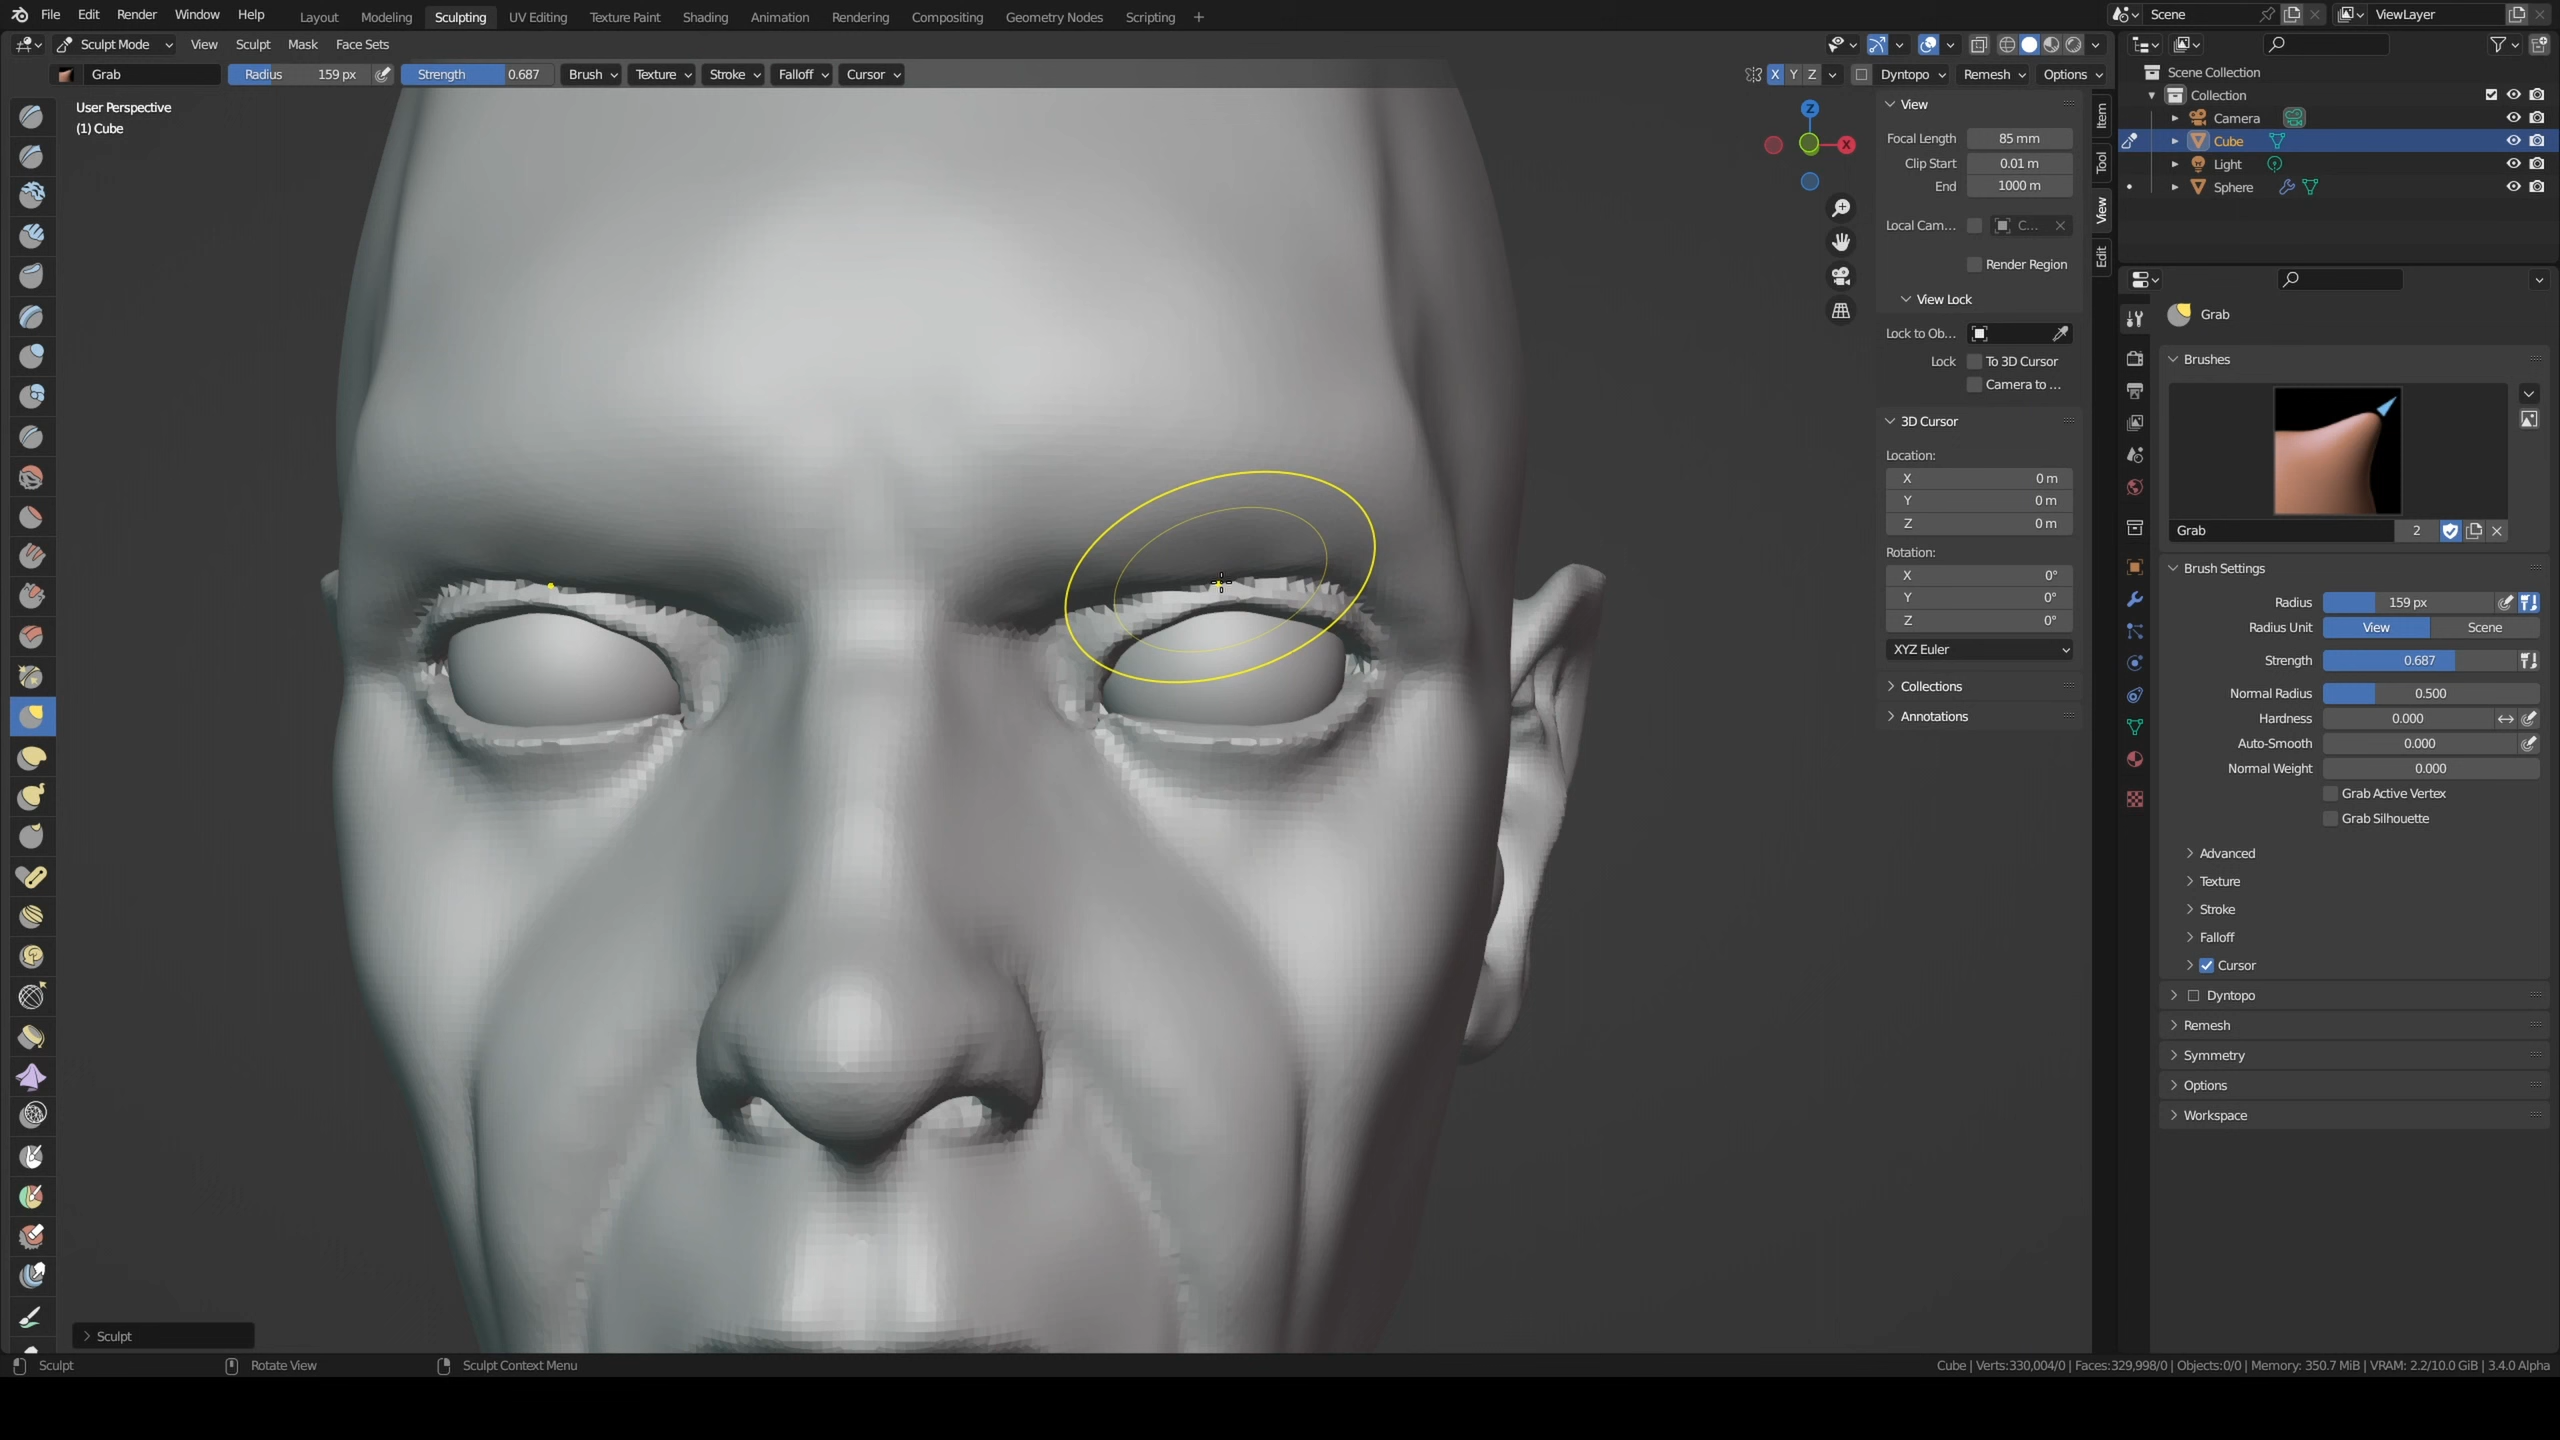 File Edit Render Window Help Layout Modeling Sculpting UV Editing Texture Paint Shading Animation Rendering Compositing Geometry Nodes Scripting + Scene ViewLayer
Sculpt Mode View Sculpt Mask Face Sets
Grab Radius 159 px Strength 0.687 Brush Texture Stroke Falloff Cursor X Y Z Dyntopo Remesh Options
User Perspective
(1) Cube
Z
X
Item
Tool
View
Edit
View
Focal Length 85 mm
Clip Start 0.01 m
End 1000 m
Local Cam... C...
Render Region
View Lock
Lock to Ob...
Lock To 3D Cursor
Camera to ...
3D Cursor
Location:
X 0 m
Y 0 m
Z 0 m
Rotation:
X 0°
Y 0°
Z 0°
XYZ Euler
Collections
Annotations
Scene Collection
Collection
Camera
Cube
Light
Sphere
Grab
Brushes
Grab 2
Brush Settings
Radius 159 px
Radius Unit View Scene
Strength 0.687
Normal Radius 0.500
Hardness 0.000
Auto-Smooth 0.000
Normal Weight 0.000
Grab Active Vertex
Grab Silhouette
Advanced
Texture
Stroke
Falloff
Cursor
Dyntopo
Remesh
Symmetry
Options
Workspace
Sculpt
Sculpt Rotate View Sculpt Context Menu Cube | Verts:330,004/0 | Faces:329,998/0 | Objects:0/0 | Memory: 350.7 MiB | VRAM: 2.2/10.0 GiB | 3.4.0 Alpha